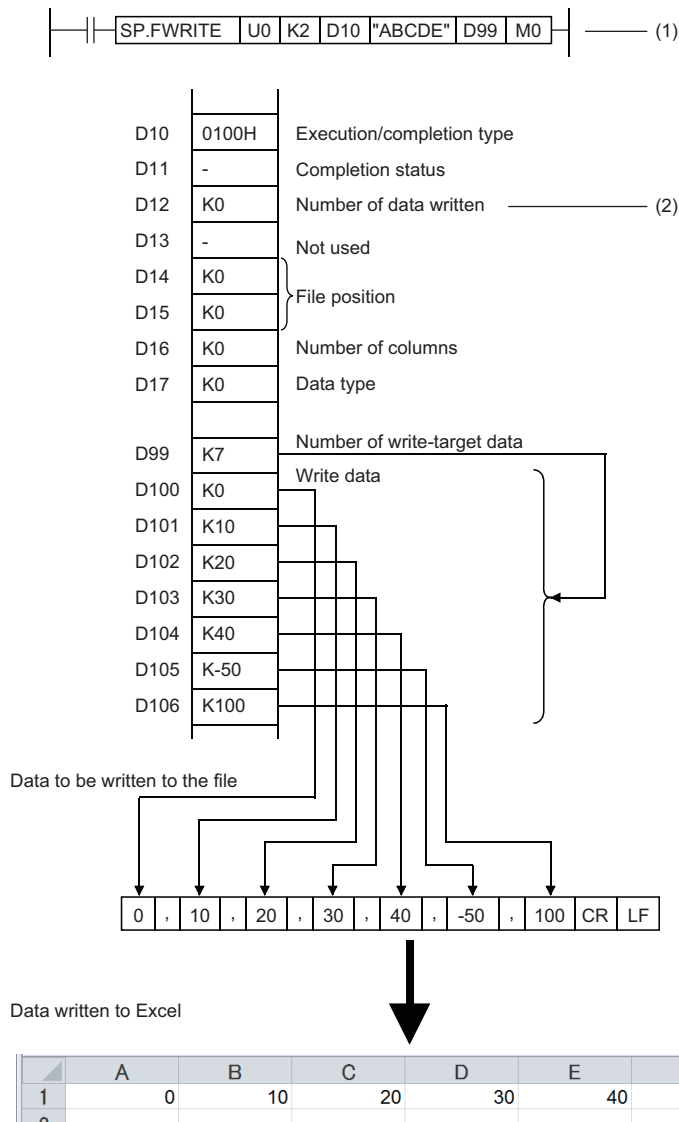 SP.FWRITE U0 K2 D10 "ABCDE" D99 M0 (1)
D10 0100H Execution/completion type
D11 - Completion status
D12 K0 Number of data written (2)
D13 - Not used
D14 K0
File position
D15 K0
D16 K0 Number of columns
D17 K0 Data type
D99 K7 Number of write-target data
D100 K0 Write data
D101 K10
D102 K20
D103 K30
D104 K40
D105 K-50
D106 K100
Data to be written to the file
0 , 10 , 20 , 30 , 40 , -50 , 100 CR LF
Data written to Excel
A B C D E
1 0 10 20 30 40